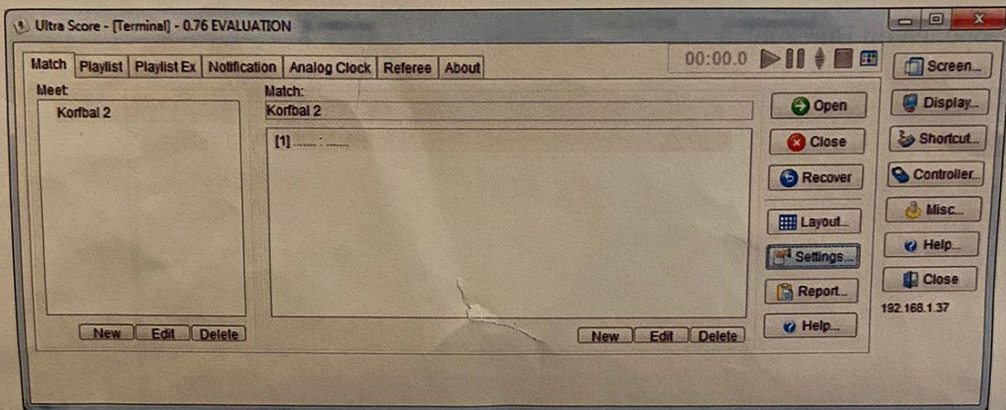 Ultra Score - [Terminal] - 0.76 EVALUATION
Match Playlist Playlist Ex Notification Analog Clock Referee About
00:00.0
Meet:
Korfbal 2
New Edit Delete
Match:
Korfbal 2
[1] ........ : ........
New Edit Delete
Open
Close
Recover
Layout...
Settings...
Report...
Help...
Screen...
Display...
Shortcut...
Controller...
Misc...
Help...
Close
192.168.1.37